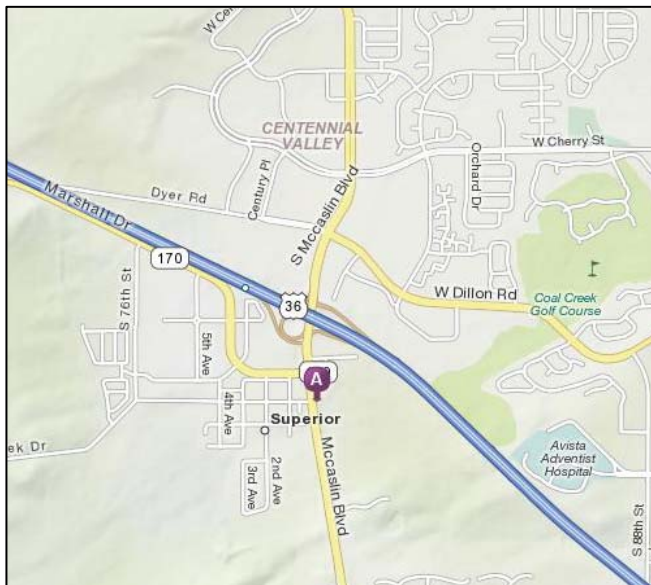 W Ce
CENTENNIAL
VALLEY
W Cherry St
Orchard Dr
Century Pl
Dyer Rd
S Mccaslin Blvd
Marshall Dr
170
S 76th St
36
W Dillon Rd
Coal Creek
Golf Course
5th Ave
A
4th Ave
Superior
ek Dr
3rd Ave
2nd Ave
Mccaslin Blvd
Avista
Adventist
Hospital
S 88th St